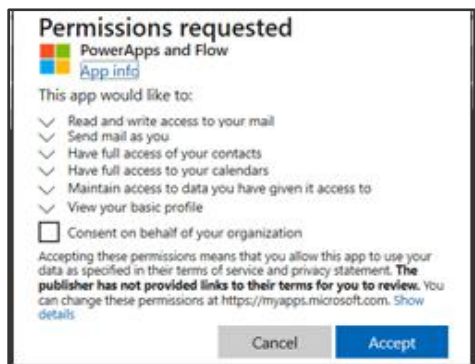 Permissions requested
PowerApps and Flow
App info
This app would like to:
Read and write access to your mail
Send mail as you
Have full access of your contacts
Have full access to your calendars
Maintain access to data you have given it access to
View your basic profile
Consent on behalf of your organization
Accepting these permissions means that you allow this app to use your
data as specified in their terms of service and privacy statement. The
publisher has not provided links to their terms for you to review. You
can change these permissions at https://myapps.microsoft.com. Show
details
Cancel Accept